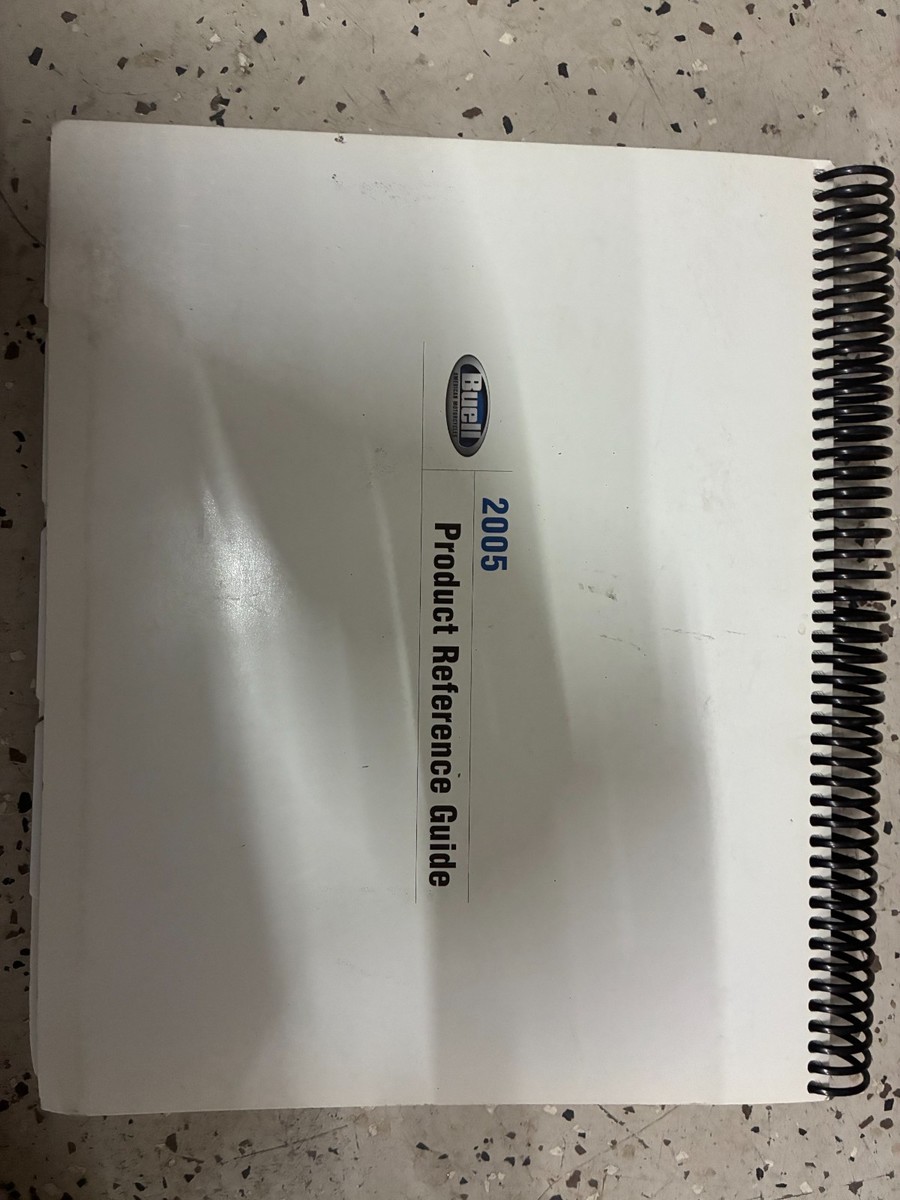 Buell
AMERICAN MOTORCYCLES
2005
Product Reference Guide